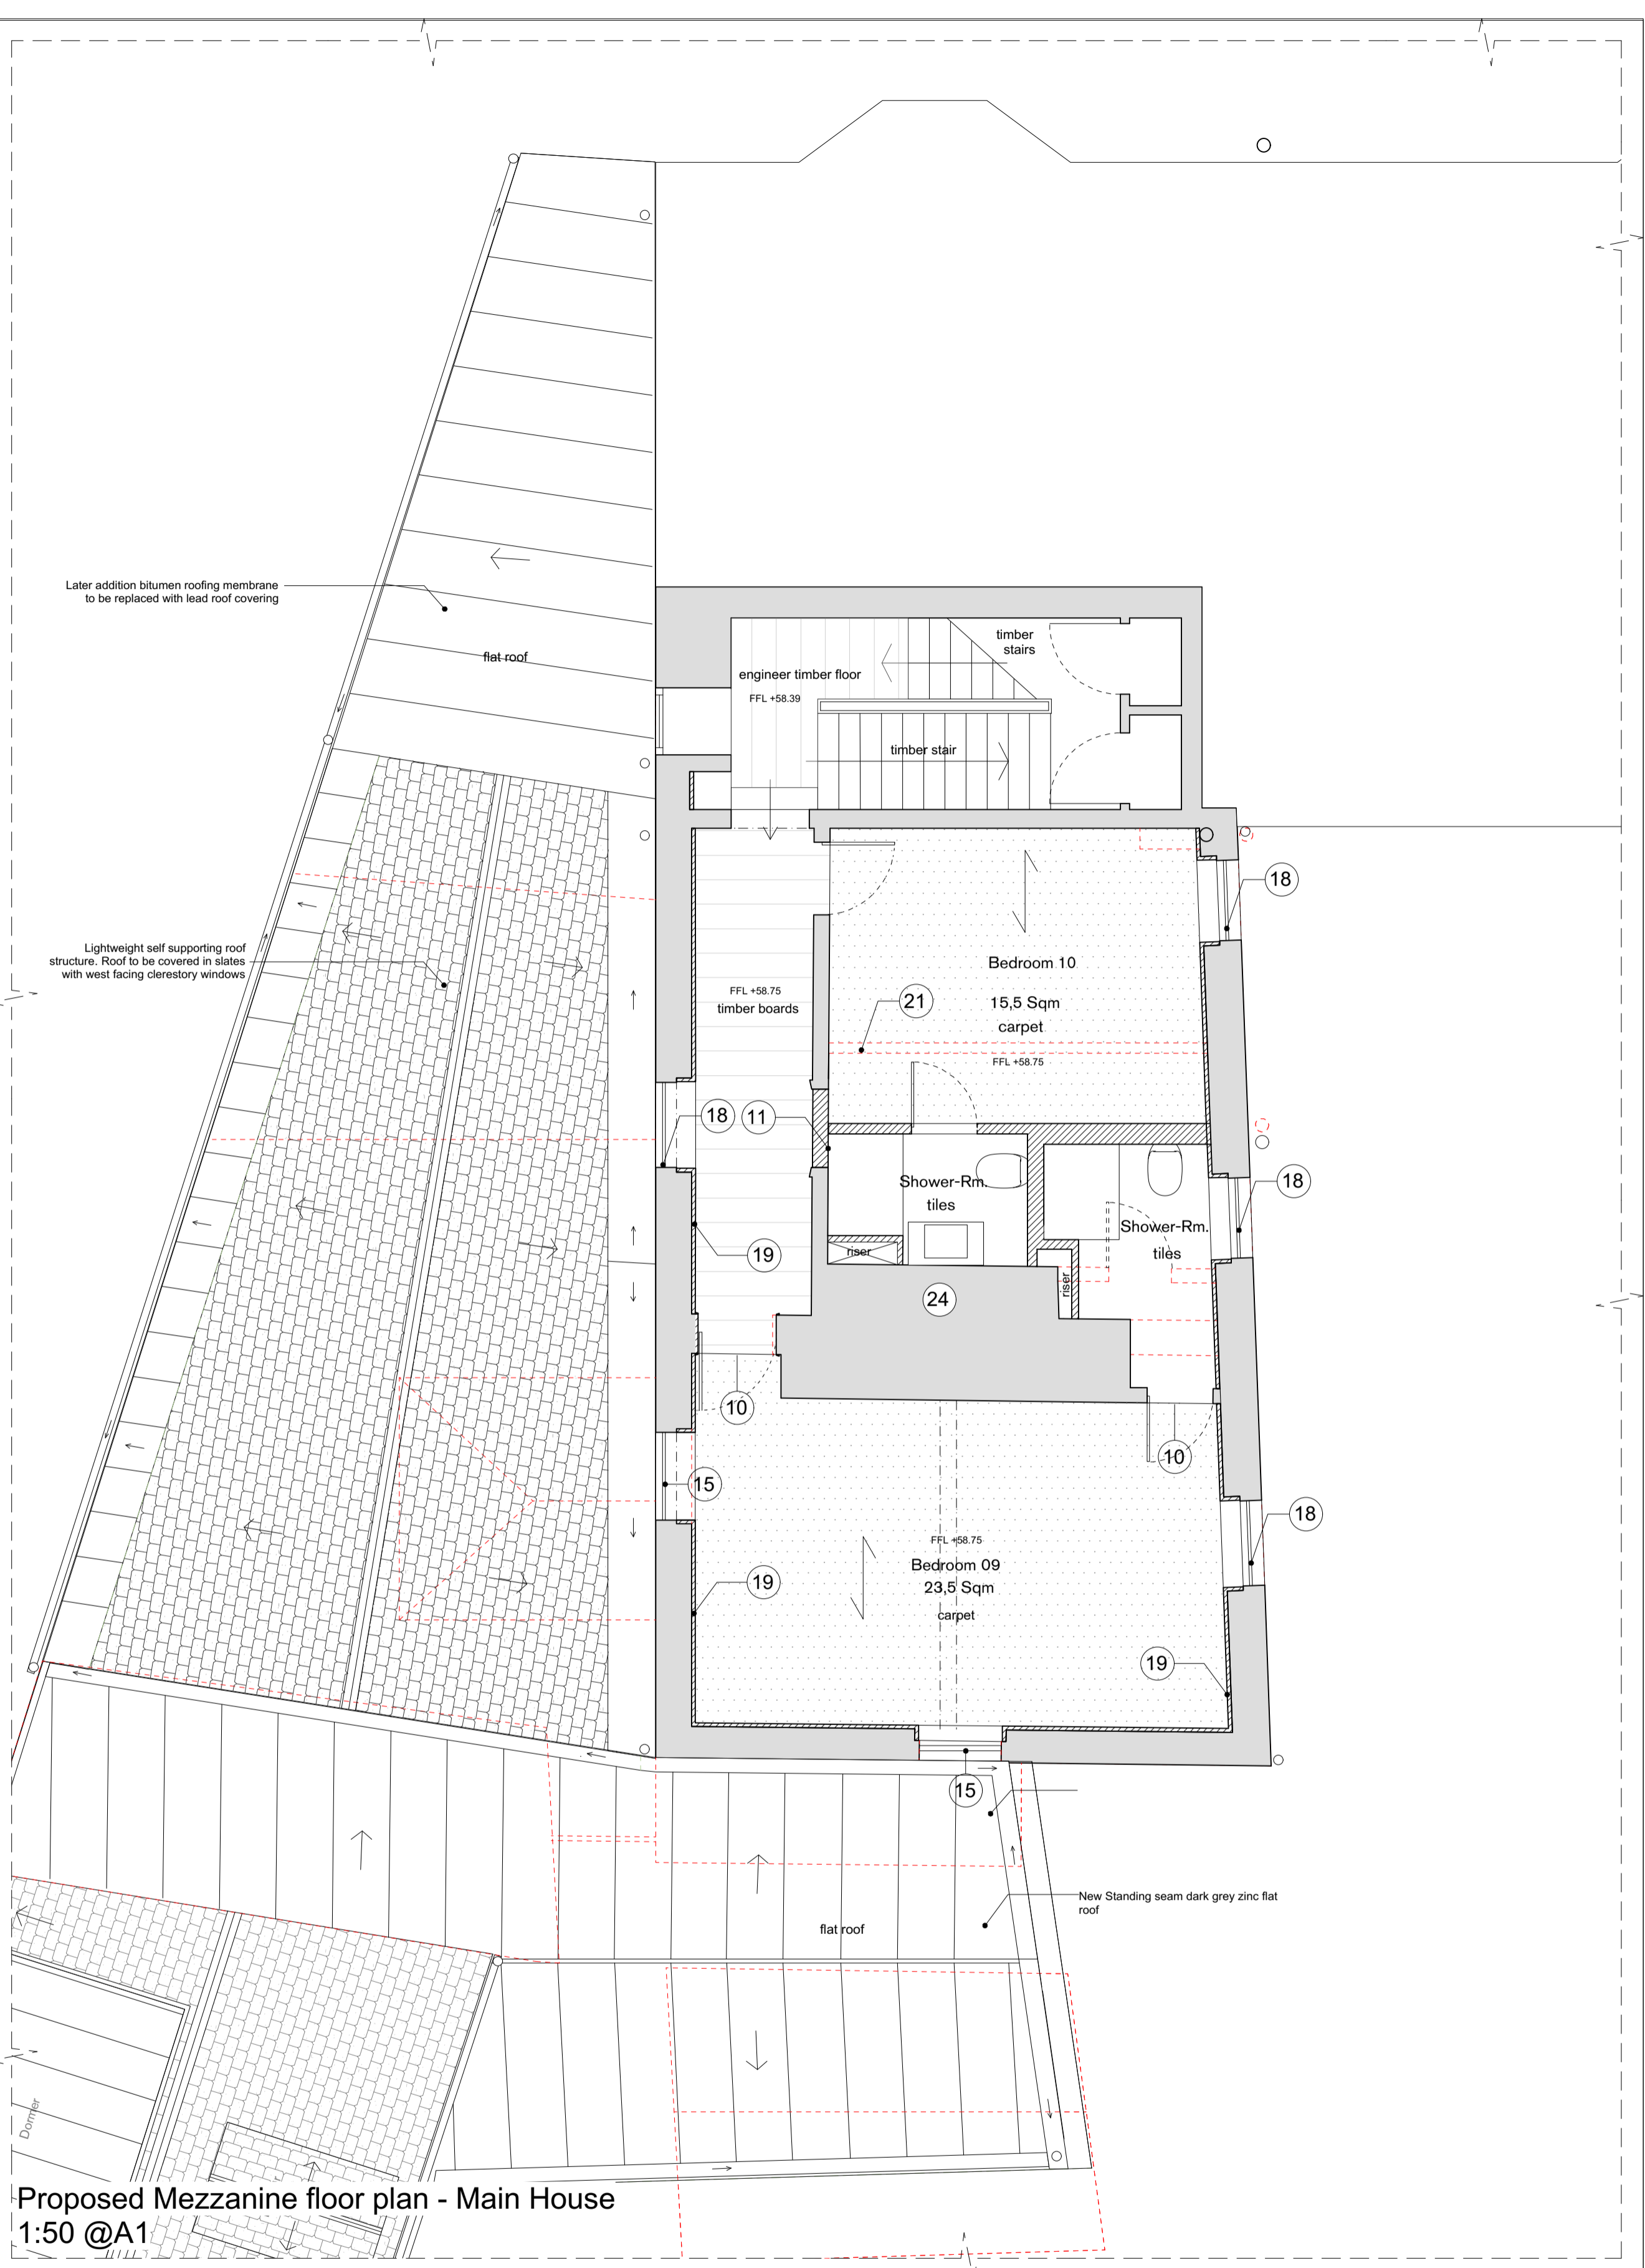 Later addition bitumen roofing membrane
to be replaced with lead roof covering
flat roof
timber
stairs
engineer timber floor
FFL +58.39
timber stair
18
Lightweight self supporting roof
structure. Roof to be covered in slates
with west facing clerestory windows
Bedroom 10
FFL +58.75
timber boards
21
15,5 Sqm
carpet
FFL +58.75
18
11
Shower-Rm.
tiles
18
Shower-Rm.
tiles
19
riser
riser
24
10
10
15
18
FFL +58.75
Bedroom 09
23,5 Sqm
carpet
19
19
15
New Standing seam dark grey zinc flat
roof
flat roof
Dormer
Proposed Mezzanine floor plan - Main House
1:50 @A1